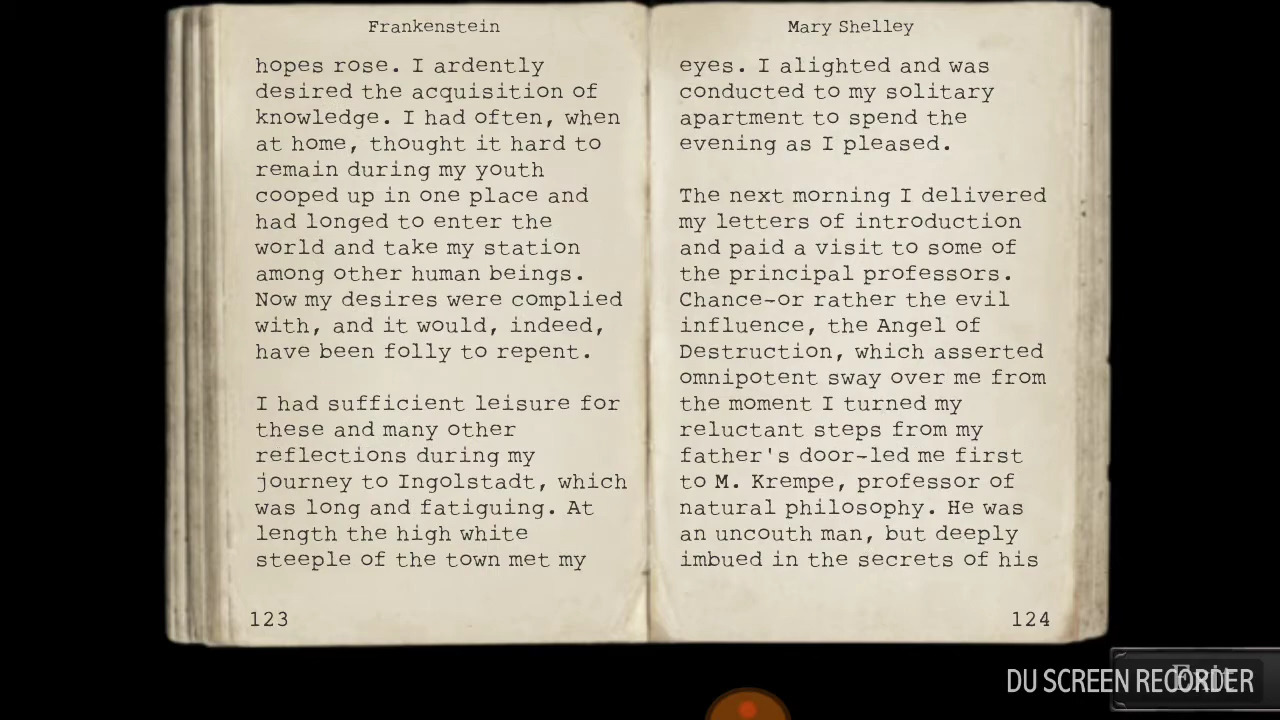 Frankenstein
hopes rose. I ardently
desired the acquisition of
knowledge. I had often, when
at home, thought it hard to
remain during my youth
cooped up in one place and
had longed to enter the
world and take my station
among other human beings.
Now my desires were complied
with, and it would, indeed,
have been folly to repent.
I had sufficient leisure for
these and many other
reflections during my
journey to Ingolstadt, which
was long and fatiguing. At
length the high white
steeple of the town met my
123
Mary Shelley
eyes. I alighted and was
conducted to my solitary
apartment to spend the
evening as I pleased.
The next morning I delivered
my letters of introduction
and paid a visit to some of
the principal professors.
Chance-or rather the evil
influence, the Angel of
Destruction, which asserted
omnipotent sway over me from
the moment I turned my
reluctant steps from my
father's door-led me first
to M. Krempe, professor of
natural philosophy. He was
an uncouth man, but deeply
imbued in the secrets of his
124
Exit
DU SCREEN RECORDER